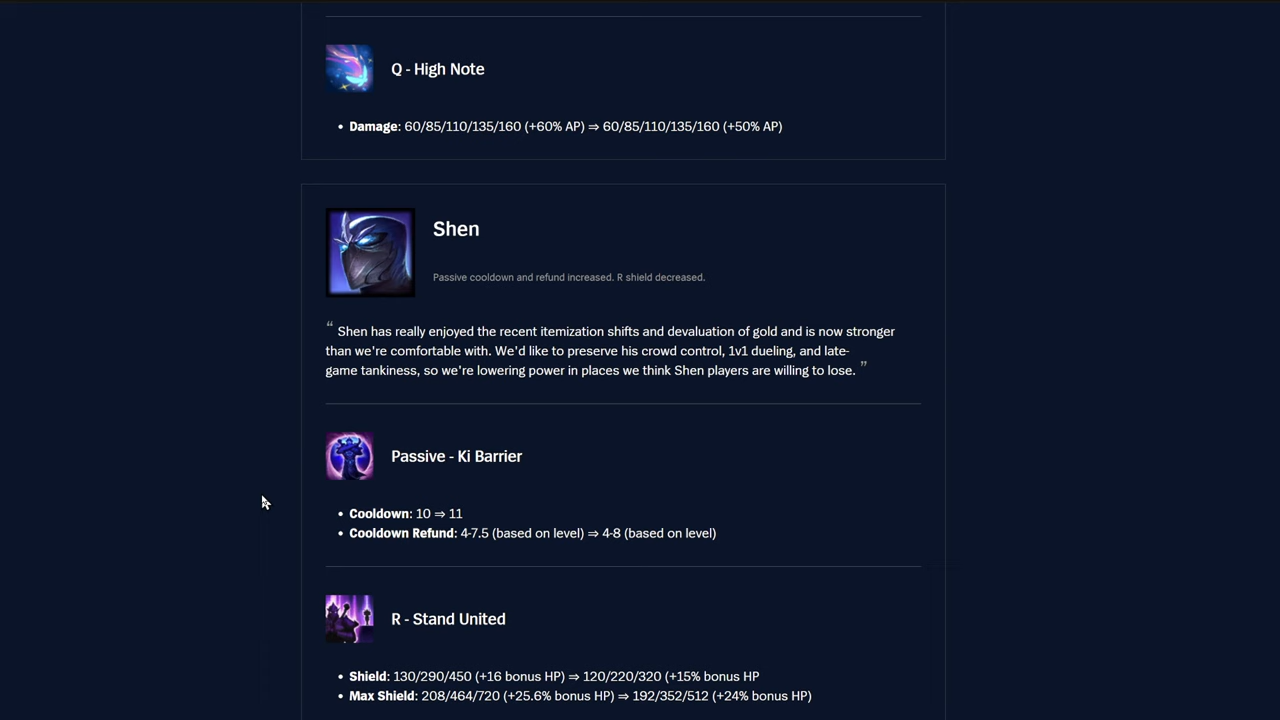 Q - High Note
• Damage: 60/85/110/135/160 (+60% AP) ⇒ 60/85/110/135/160 (+50% AP)
Shen
Passive cooldown and refund increased. R shield decreased.
“ Shen has really enjoyed the recent itemization shifts and devaluation of gold and is now stronger
than we're comfortable with. We'd like to preserve his crowd control, 1v1 dueling, and late-
game tankiness, so we're lowering power in places we think Shen players are willing to lose. ”
Passive - Ki Barrier
• Cooldown: 10 ⇒ 11
• Cooldown Refund: 4-7.5 (based on level) ⇒ 4-8 (based on level)
R - Stand United
• Shield: 130/290/450 (+16 bonus HP) ⇒ 120/220/320 (+15% bonus HP
• Max Shield: 208/464/720 (+25.6% bonus HP) ⇒ 192/352/512 (+24% bonus HP)